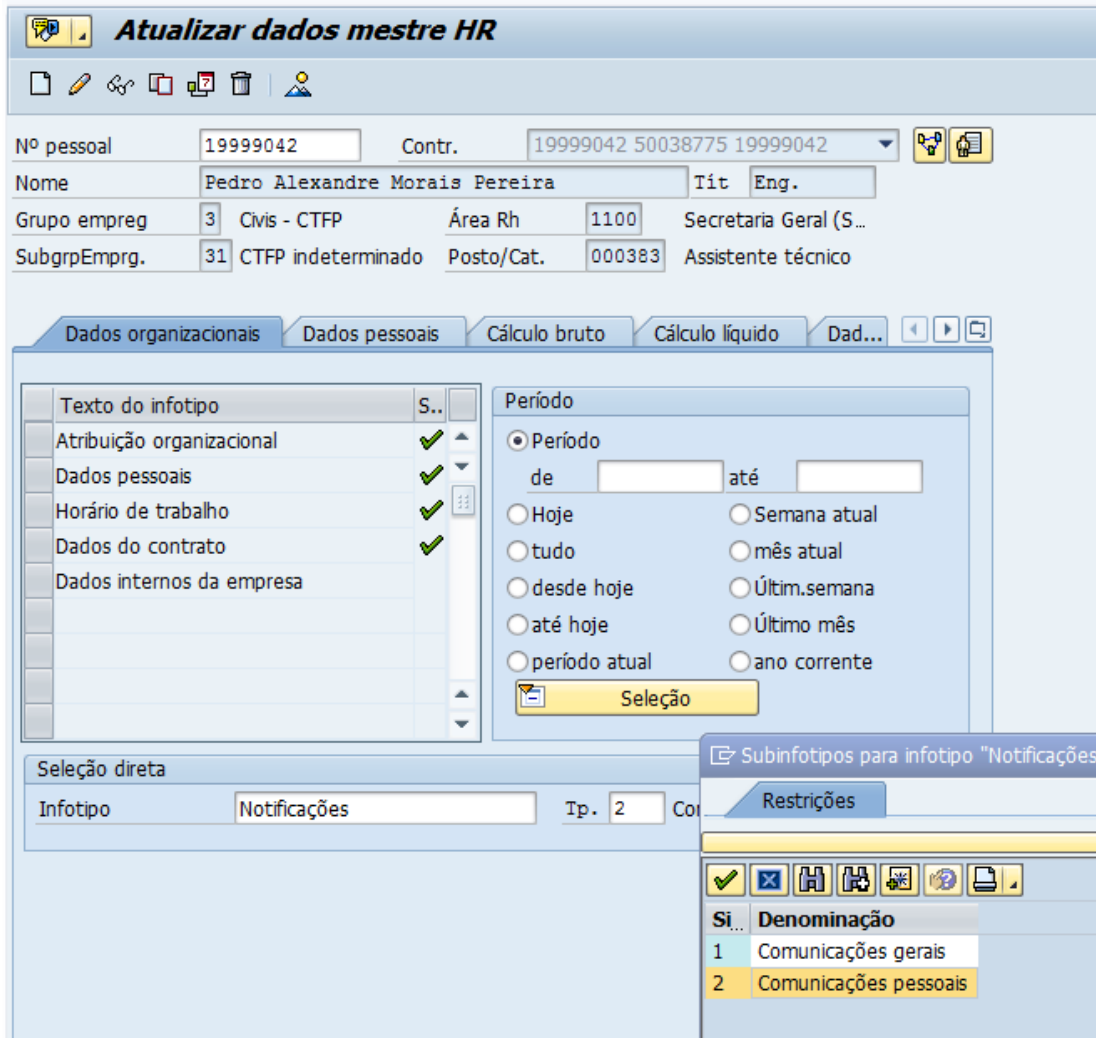 Atualizar dados mestre HR
Nº pessoal 19999042 Contr. 19999042 50038775 19999042
Nome Pedro Alexandre Morais Pereira Tít Eng.
Grupo empreg 3 Civis - CTFP Área Rh 1100 Secretaria Geral (S...
SubgrpEmprg. 31 CTFP indeterminado Posto/Cat. 000383 Assistente técnico
Dados organizacionais Dados pessoais Cálculo bruto Cálculo líquido Dad...
Texto do infotipo S..
Atribuição organizacional
Dados pessoais
Horário de trabalho
Dados do contrato
Dados internos da empresa
Período
Período
de até
Hoje Semana atual
tudo mês atual
desde hoje Últim.semana
até hoje Último mês
período atual ano corrente
Seleção
Seleção direta
Infotipo Notificações Tp. 2
Subinfotipos para infotipo "Notificações
Restrições
Si... Denominação
1 Comunicações gerais
2 Comunicações pessoais